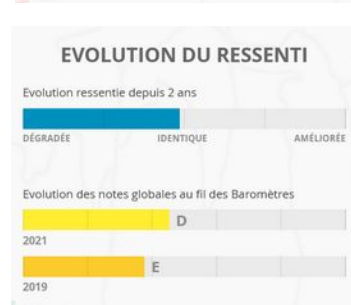 EVOLUTION DU RESSENTI
Evolution ressentie depuis 2 ans
DÉGRADÉE IDENTIQUE AMÉLIORÉE
Evolution des notes globales au fil des Baromètres
D
2021
E
2019